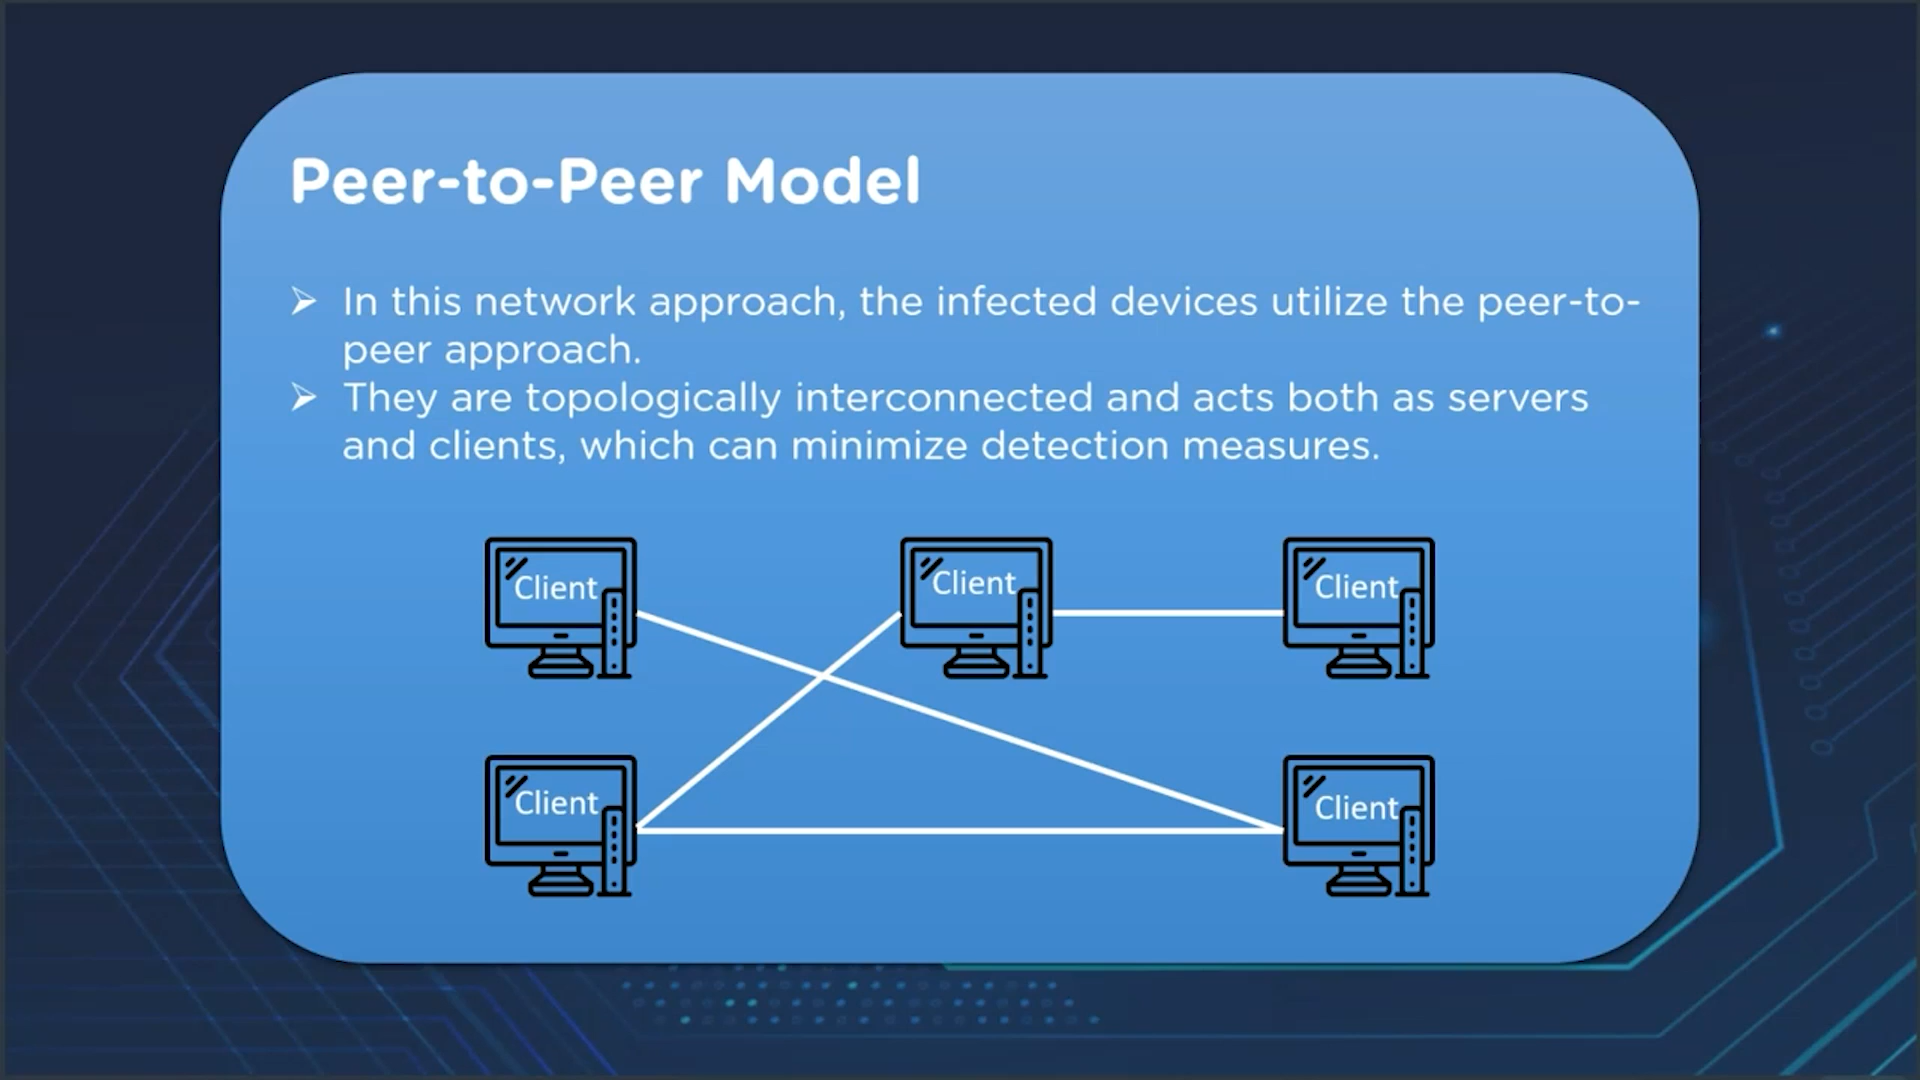 Peer-to-Peer Model
In this network approach, the infected devices utilize the peer-to-
peer approach.
They are topologically interconnected and acts both as servers
and clients, which can minimize detection measures.
Client
Client
Client
Client
Client